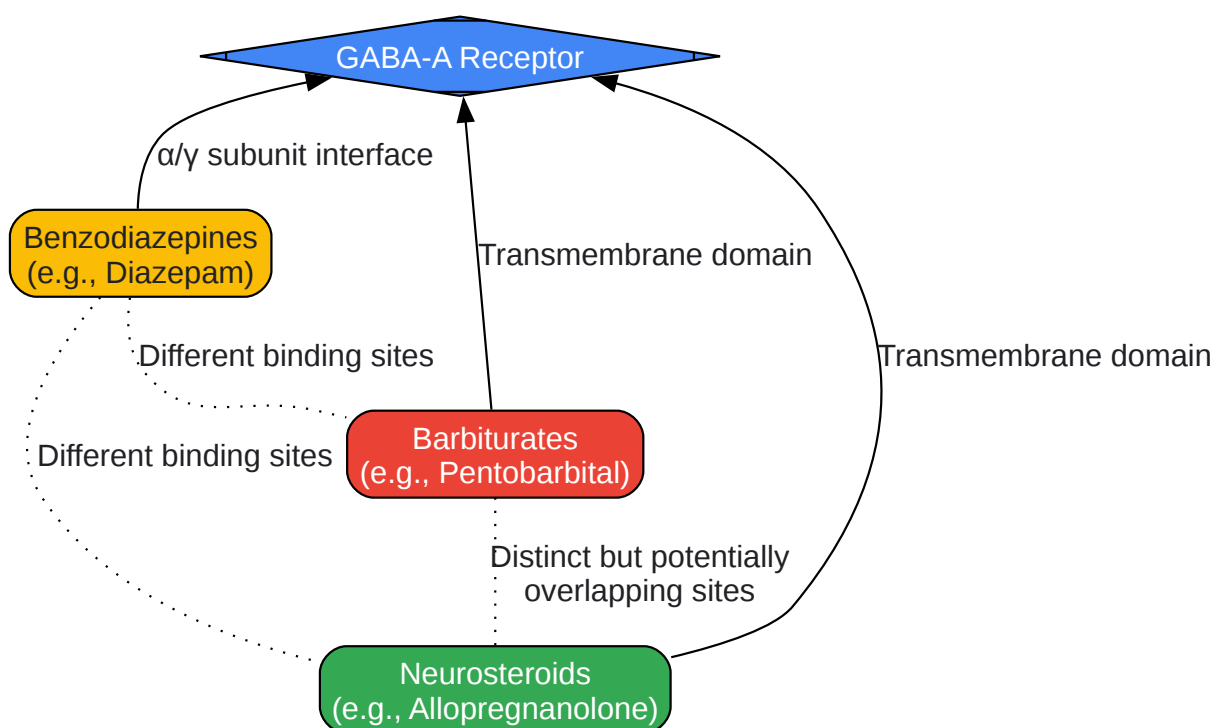 GABA-A Receptor
α/γ subunit interface
Benzodiazepines
(e.g., Diazepam)
Transmembrane domain
Different binding sites
Transmembrane domain
Barbiturates
(e.g., Pentobarbital)
Different binding sites
Distinct but potentially
overlapping sites
Neurosteroids
(e.g., Allopregnanolone)